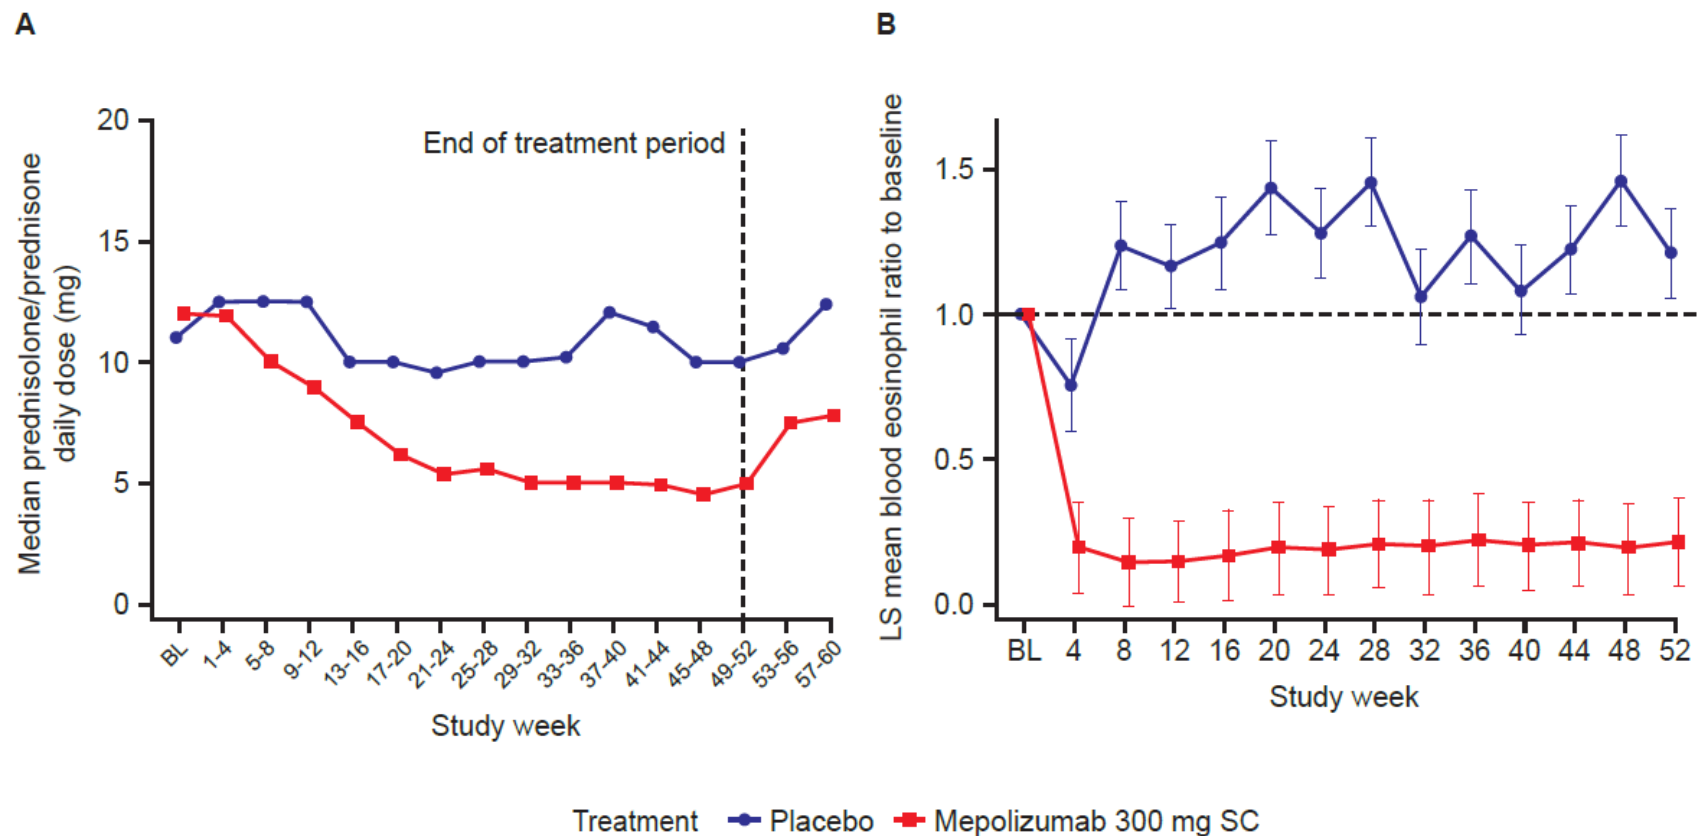 A
Median prednisolone/prednisone
daily dose (mg)
20
15
10
5
0
End of treatment period
BL
1-4
5-8
9-12
13-16
17-20
21-24
25-28
29-32
33-36
37-40
41-44
45-48
49-52
53-56
57-60
Study week
B
LS mean blood eosinophil ratio to baseline
1.5
1.0
0.5
0.0
BL 4 8 12 16 20 24 28 32 36 40 44 48 52
Study week
Treatment Placebo Mepolizumab 300 mg SC